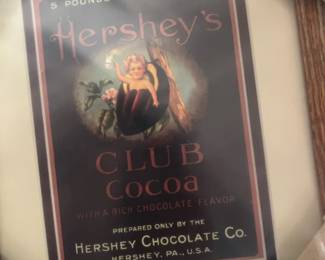 5 POUNDS
Hershey's
CLUB
Cocoa
WITH A RICH CHOCOLATE FLAVOR
PREPARED ONLY BY THE
HERSHEY CHOCOLATE CO.
HERSHEY, PA., U.S.A.